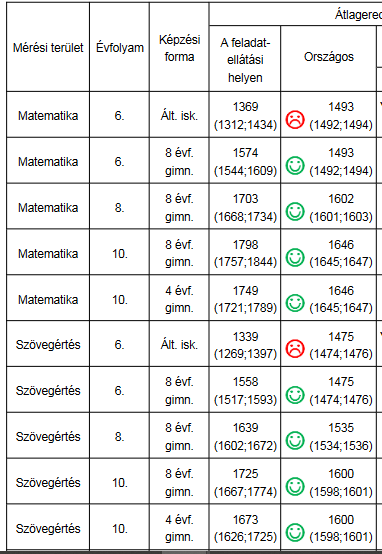 Átlagered
Mérési terület Évfolyam Képzési forma A feladat-ellátási helyen Országos
Matematika 6. Ált. isk. 1369 (1312;1434) 1493 (1492;1494)
Matematika 6. 8 évf. gimn. 1574 (1544;1609) 1493 (1492;1494)
Matematika 8. 8 évf. gimn. 1703 (1668;1734) 1602 (1601;1603)
Matematika 10. 8 évf. gimn. 1798 (1757;1844) 1646 (1645;1647)
Matematika 10. 4 évf. gimn. 1749 (1721;1789) 1646 (1645;1647)
Szövegértés 6. Ált. isk. 1339 (1269;1397) 1475 (1474;1476)
Szövegértés 6. 8 évf. gimn. 1558 (1517;1593) 1475 (1474;1476)
Szövegértés 8. 8 évf. gimn. 1639 (1602;1672) 1535 (1534;1536)
Szövegértés 10. 8 évf. gimn. 1725 (1667;1774) 1600 (1598;1601)
Szövegértés 10. 4 évf. gimn. 1673 (1626;1725) 1600 (1598;1601)